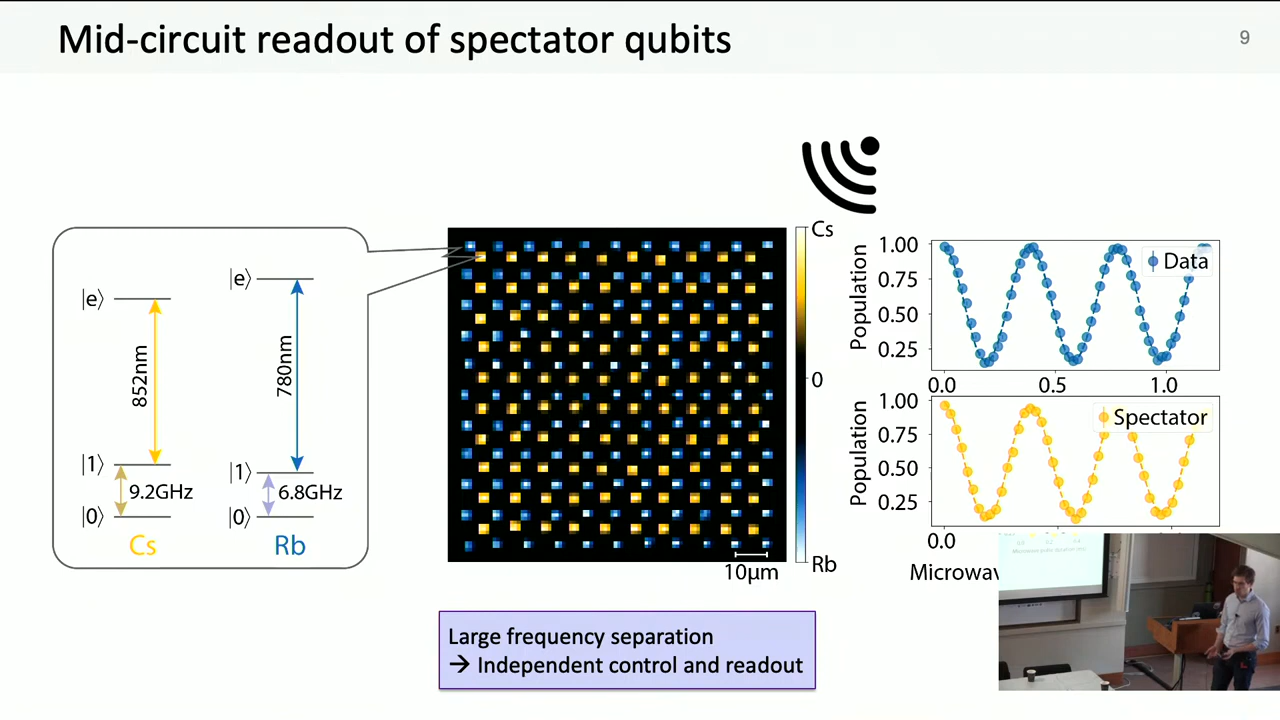 Mid-circuit readout of spectator qubits
9
|e⟩
852nm
|1⟩
9.2GHz
|0⟩
Cs
|e⟩
780nm
|1⟩
6.8GHz
|0⟩
Rb
10μm
Cs
0
Rb
Population
1.00
0.75
0.50
0.25
Data
0.0
0.5
1.0
Population
1.00
0.75
0.50
0.25
Spectator
0.0
Microwav
Large frequency separation
→ Independent control and readout